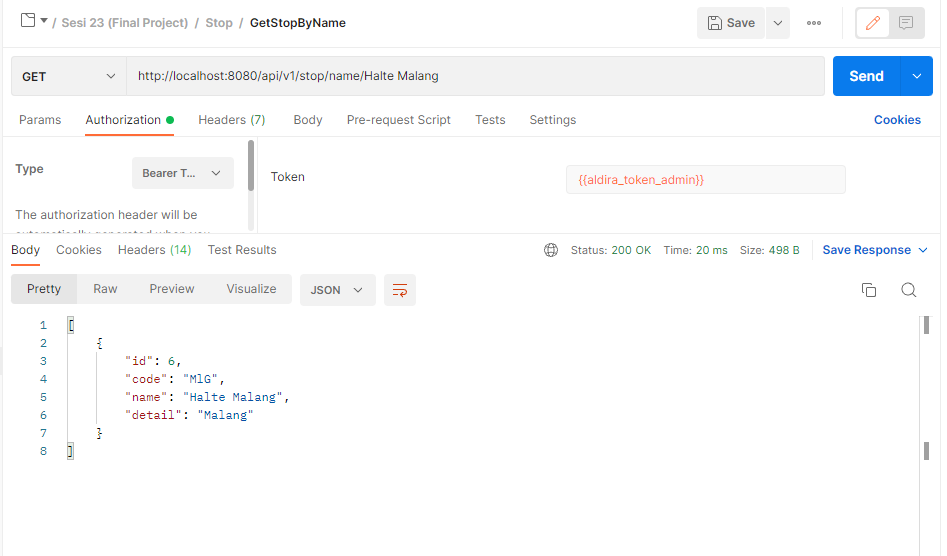 / Sesi 23 (Final Project) / Stop / GetStopByName
Save
GET
http://localhost:8080/api/v1/stop/name/Halte Malang
Send
Params Authorization Headers (7) Body Pre-request Script Tests Settings Cookies
Type
Bearer T...
Token
{{aldira_token_admin}}
The authorization header will be
automatically generated when you
Body Cookies Headers (14) Test Results
Status: 200 OK Time: 20 ms Size: 498 B Save Response
Pretty Raw Preview Visualize JSON
1 [
2 {
3 "id": 6,
4 "code": "MlG",
5 "name": "Halte Malang",
6 "detail": "Malang"
7 }
8 ]